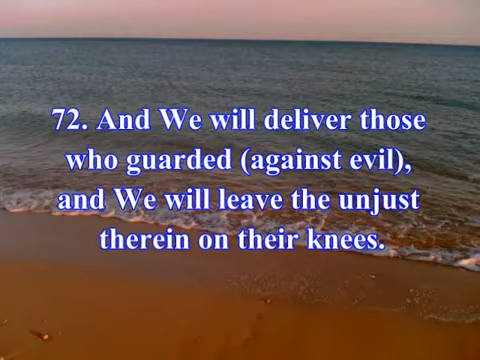 72. And We will deliver those
who guarded (against evil),
and We will leave the unjust
therein on their knees.